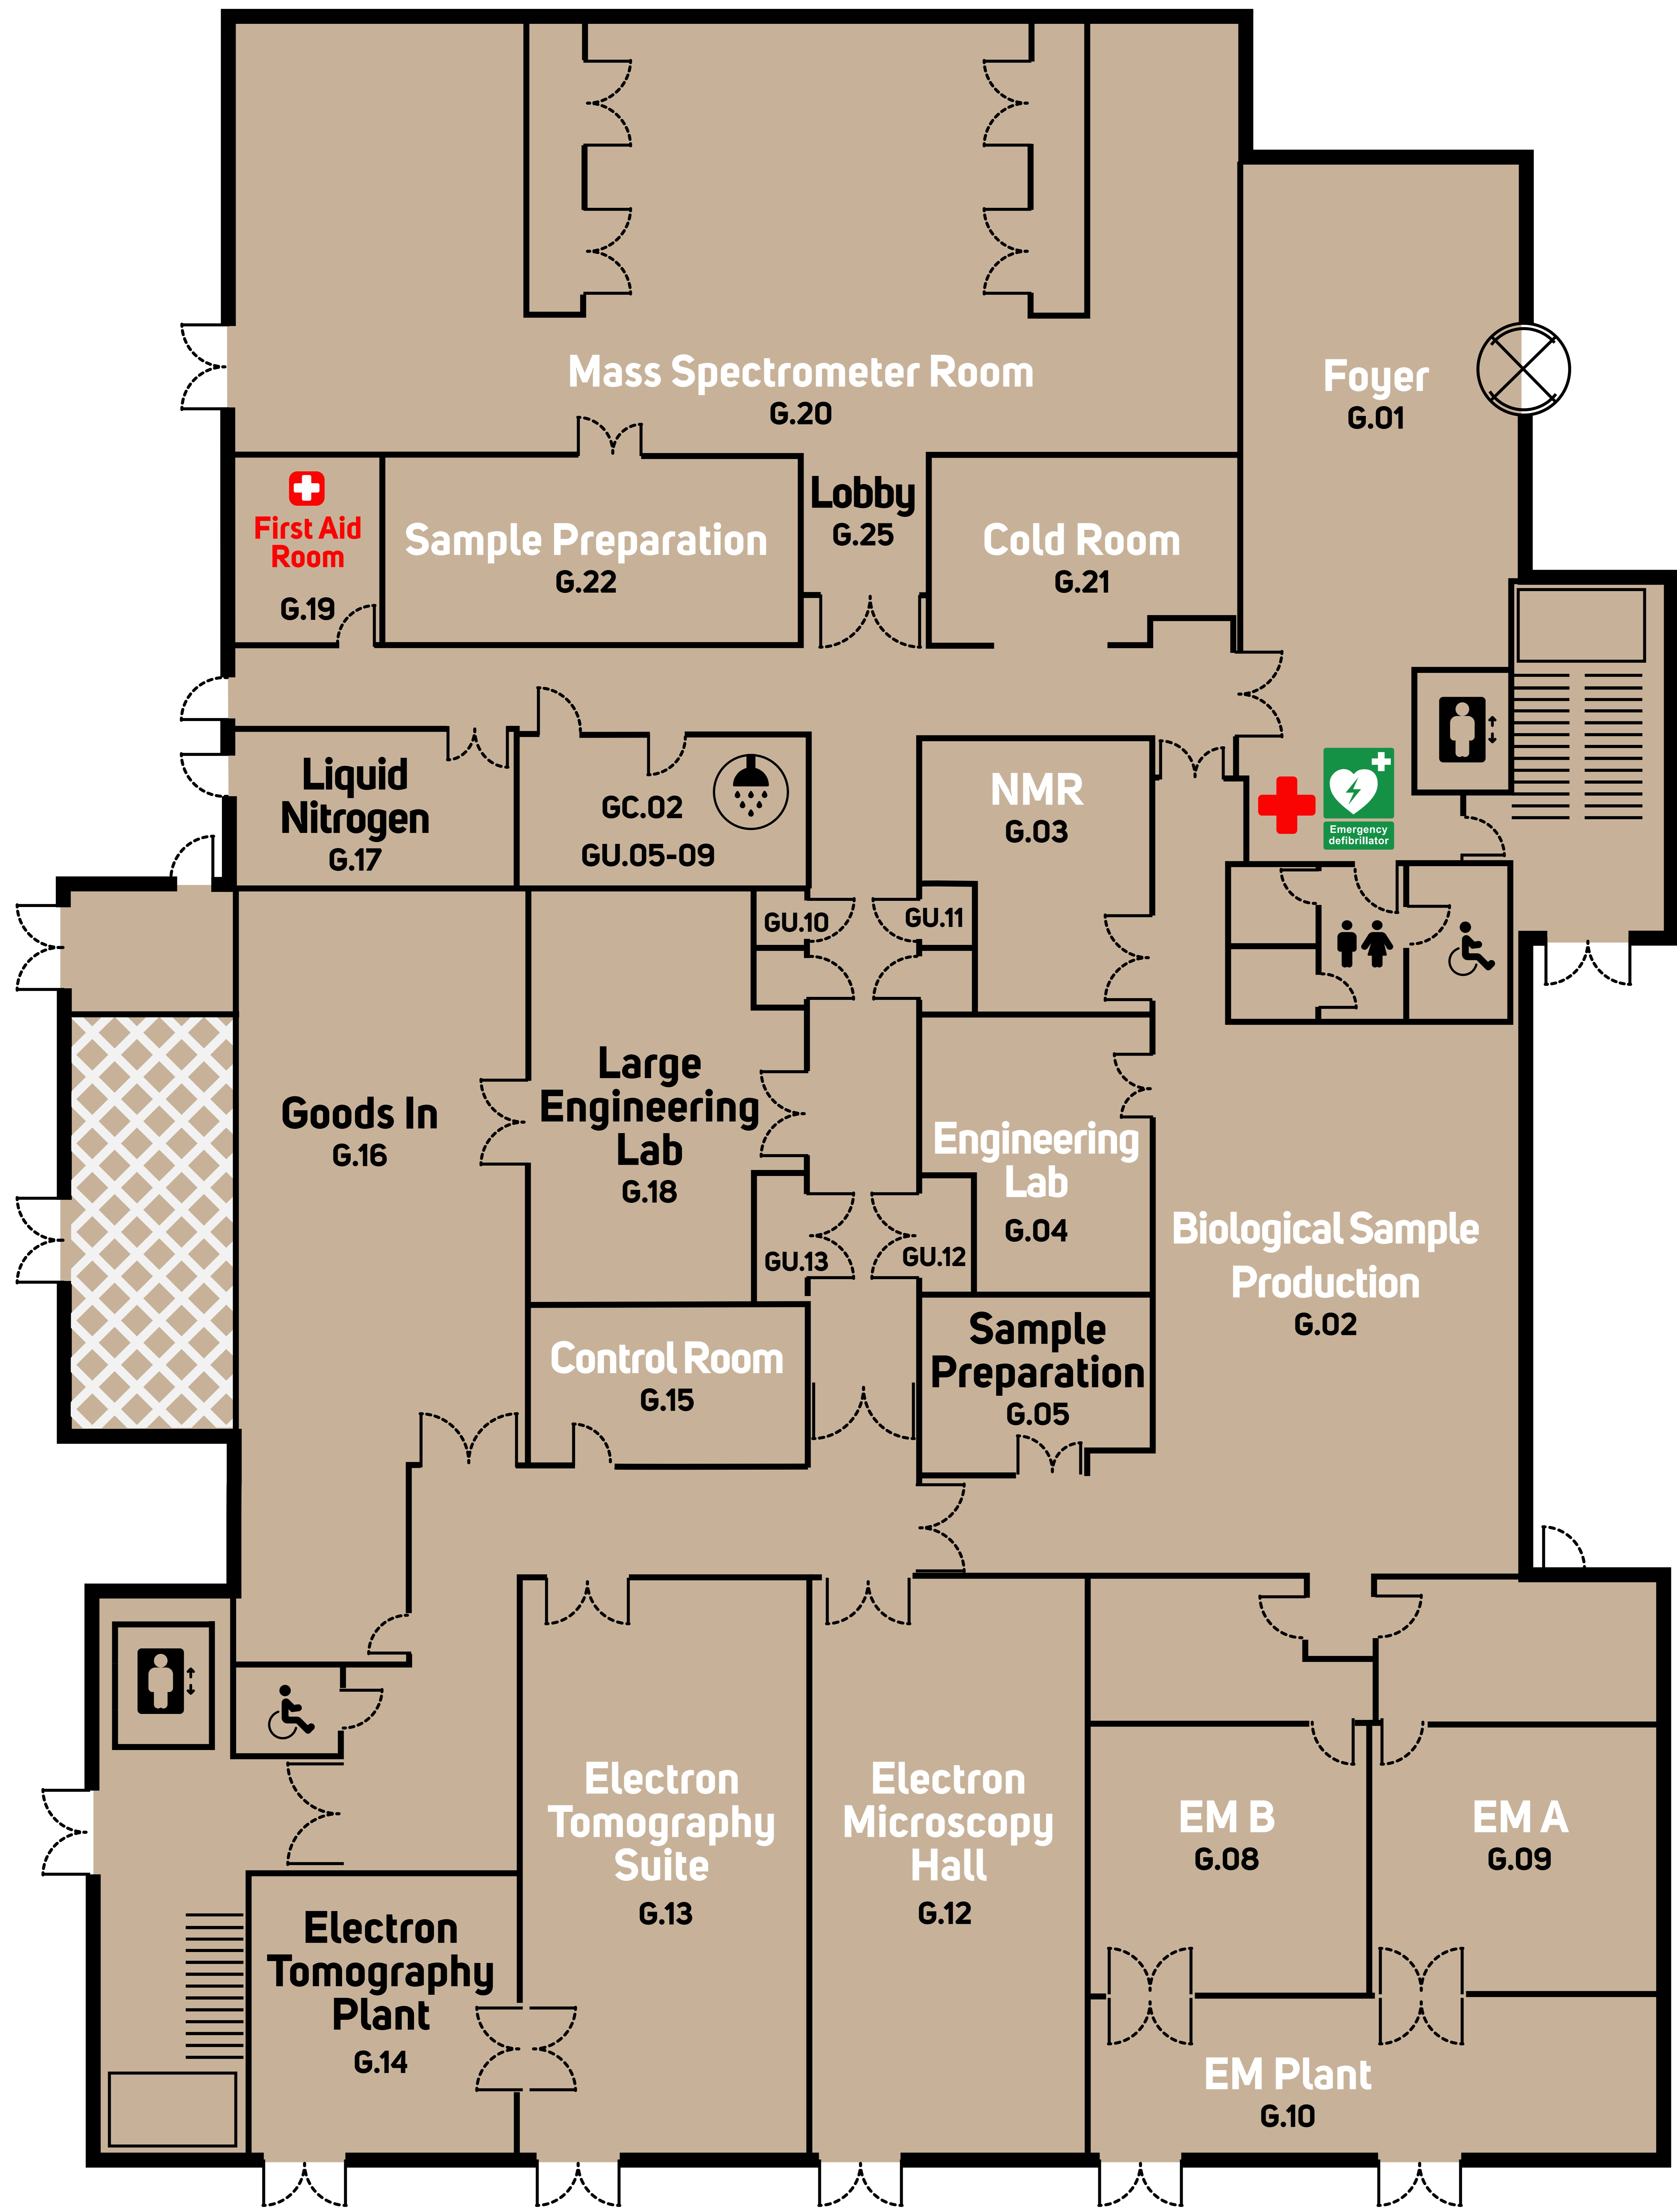 Mass Spectrometer Room
G.20
Foyer
G.01
First Aid
Room
G.19
Sample Preparation
G.22
Lobby
G.25
Cold Room
G.21
Liquid
Nitrogen
G.17
GC.02
GU.05-09
NMR
G.03
Emergency
defibrillator
GU.10
GU.11
Goods In
G.16
Large
Engineering
Lab
G.18
Engineering
Lab
G.04
GU.13
GU.12
Biological Sample
Production
G.02
Control Room
G.15
Sample
Preparation
G.05
Electron
Tomography
Suite
G.13
Electron
Microscopy
Hall
G.12
EM B
G.08
EM A
G.09
Electron
Tomography
Plant
G.14
EM Plant
G.10